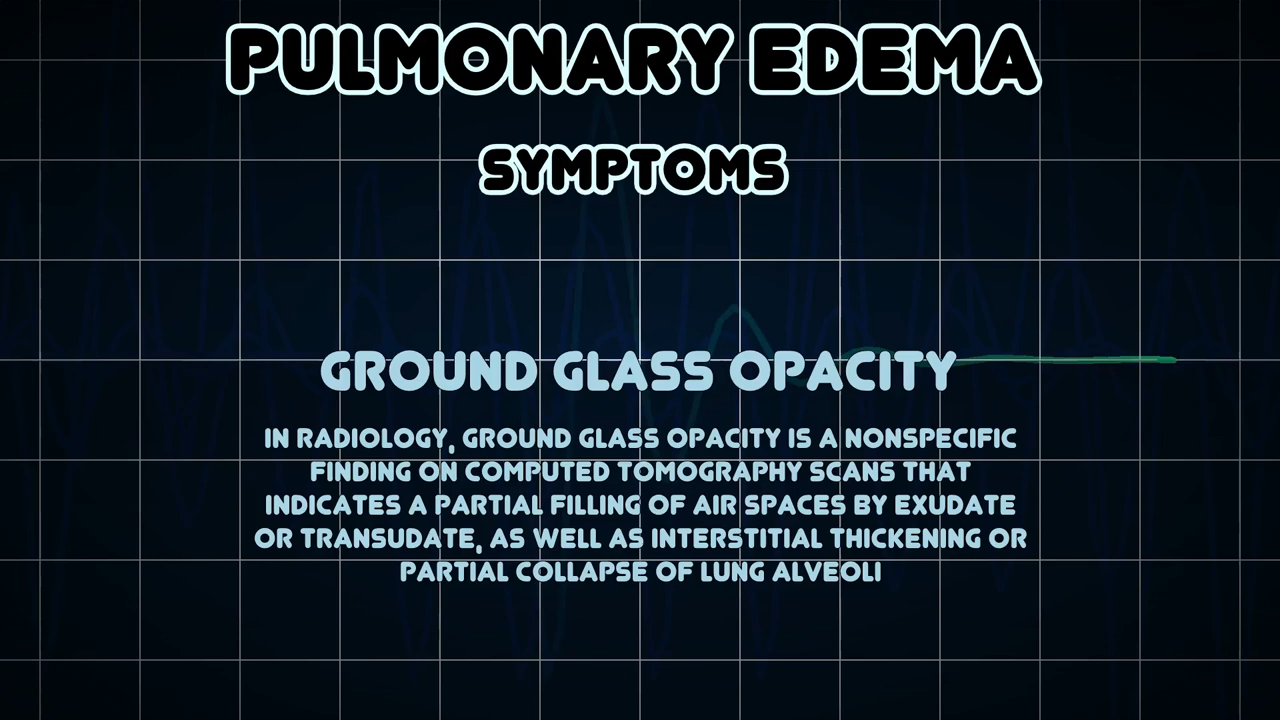 PULMONARY EDEMA
SYMPTOMS
GROUND GLASS OPACITY
IN RADIOLOGY, GROUND GLASS OPACITY IS A NONSPECIFIC
FINDING ON COMPUTED TOMOGRAPHY SCANS THAT
INDICATES A PARTIAL FILLING OF AIR SPACES BY EXUDATE
OR TRANSUDATE, AS WELL AS INTERSTITIAL THICKENING OR
PARTIAL COLLAPSE OF LUNG ALVEOLI